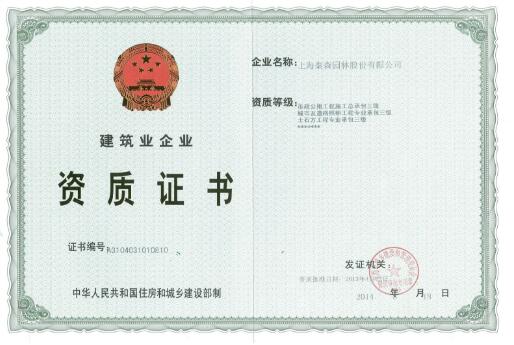 建筑业企业
资质证书
证书编号:A3104031010810
中华人民共和国住房和城乡建设部制
企业名称:上海秦森园林股份有限公司
资质等级:市政公用工程施工总承包三级
城市及道路照明工程专业承包三级
土石方工程专业承包三级
*******
发证机关:
2014 年 月 18 日